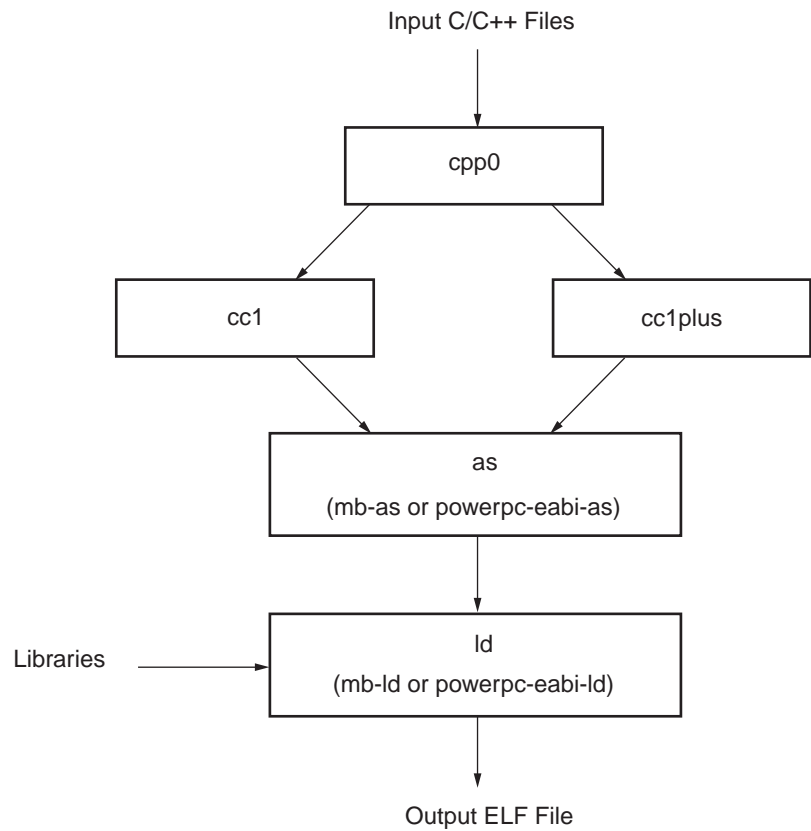 Input C/C++ Files
cpp0
cc1
cc1plus
as
(mb-as or powerpc-eabi-as)
Libraries
ld
(mb-ld or powerpc-eabi-ld)
Output ELF File